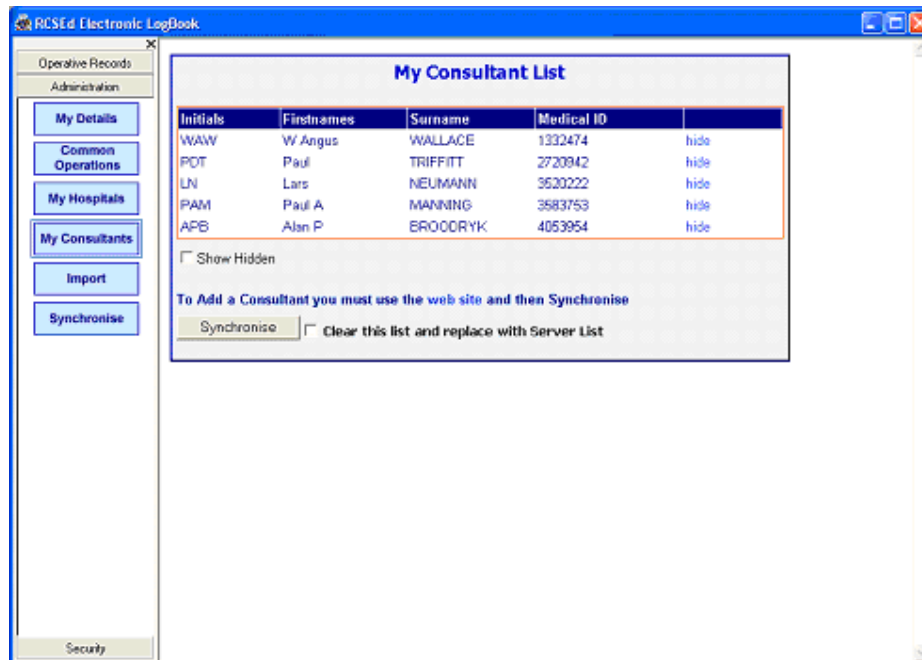 RCSEd Electronic LogBook
Operative Records
Administration
My Details
Common
Operations
My Hospitals
My Consultants
Import
Synchronise
Security
My Consultant List
Initials Firstnames Surname Medical ID
WAW W Angus WALLACE 1332474 hide
PDT Paul TRIFFITT 2720942 hide
LN Lars NEUMANN 3520222 hide
PAM Paul A MANNING 3583753 hide
APB Alan P BROODRYK 4053954 hide
Show Hidden
To Add a Consultant you must use the web site and then Synchronise
Synchronise Clear this list and replace with Server List